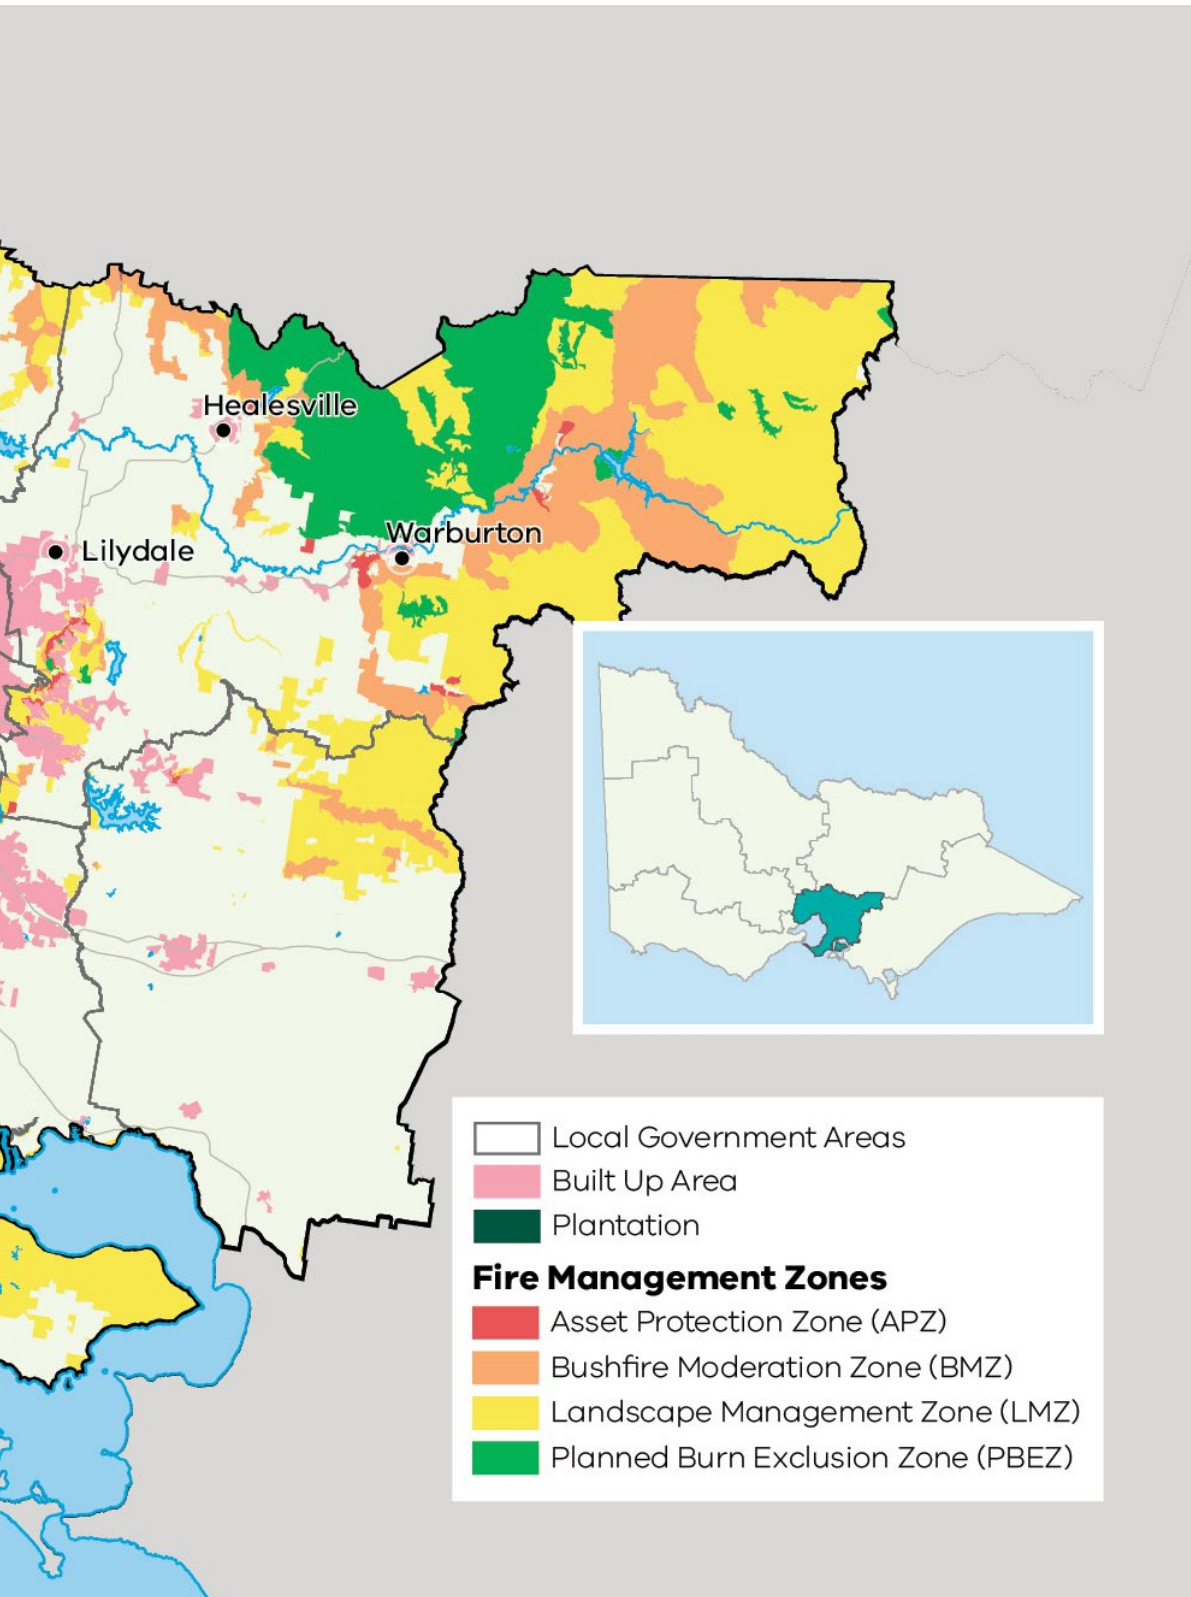 Healesville
Warburton
Lilydale
Local Government Areas
Built Up Area
Plantation
Fire Management Zones
Asset Protection Zone (APZ)
Bushfire Moderation Zone (BMZ)
Landscape Management Zone (LMZ)
Planned Burn Exclusion Zone (PBEZ)